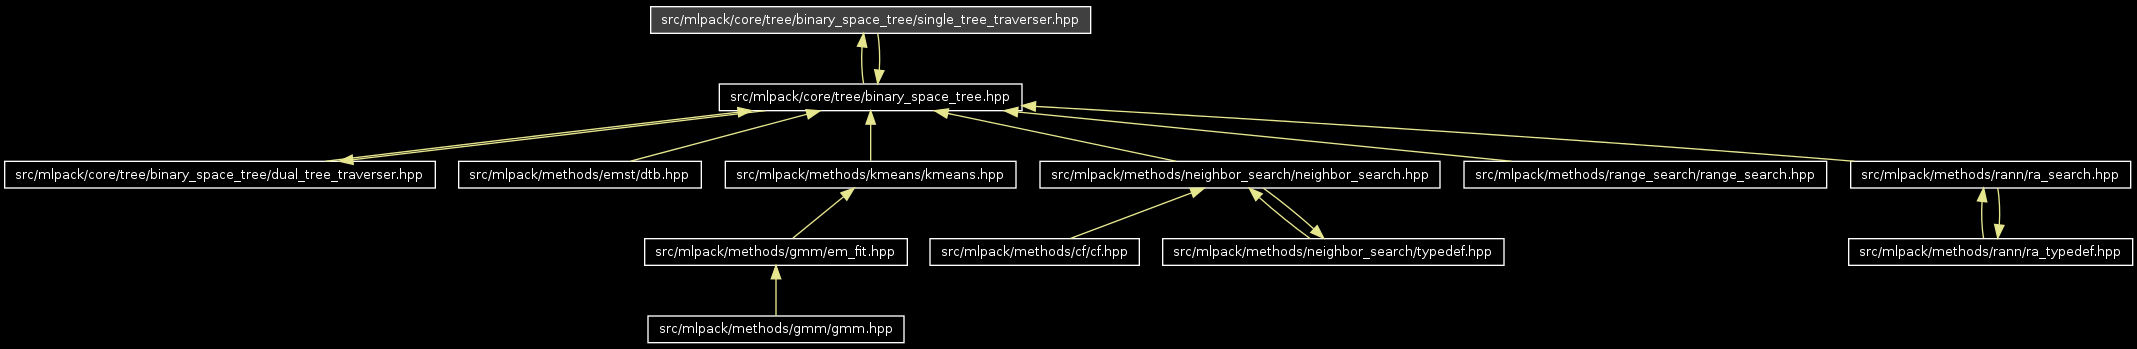 src/mlpack/core/tree/binary_space_tree/single_tree_traverser.hpp
src/mlpack/core/tree/binary_space_tree.hpp
src/mlpack/core/tree/binary_space_tree/dual_tree_traverser.hpp
src/mlpack/methods/emst/dtb.hpp
src/mlpack/methods/kmeans/kmeans.hpp
src/mlpack/methods/neighbor_search/neighbor_search.hpp
src/mlpack/methods/range_search/range_search.hpp
src/mlpack/methods/rann/ra_search.hpp
src/mlpack/methods/gmm/em_fit.hpp
src/mlpack/methods/cf/cf.hpp
src/mlpack/methods/neighbor_search/typedef.hpp
src/mlpack/methods/rann/ra_typedef.hpp
src/mlpack/methods/gmm/gmm.hpp